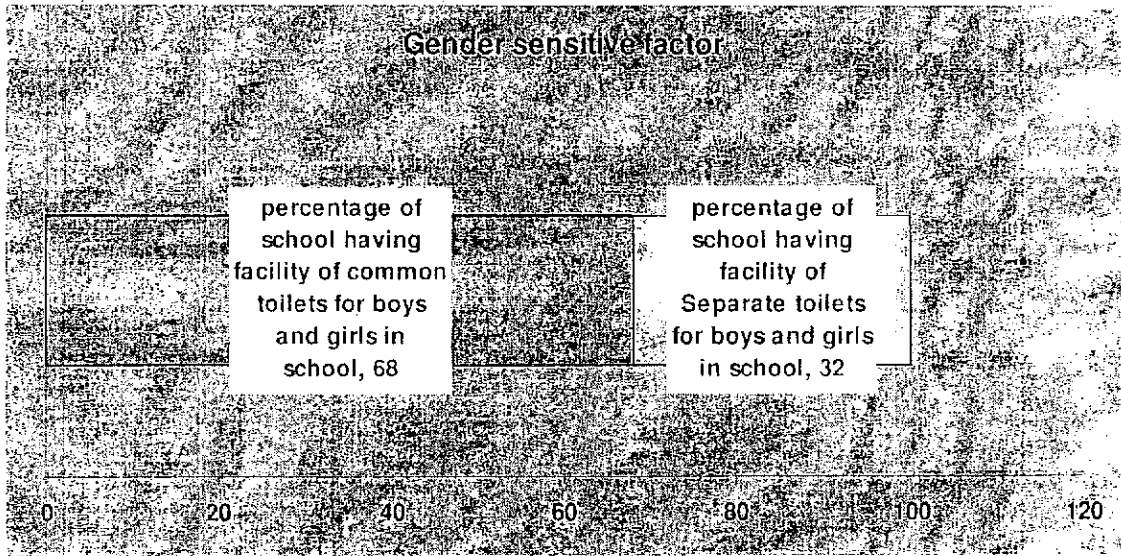 Gender sensitive factor
percentage of
school having
facility of common
toilets for boys
and girls in
school, 68
percentage of
school having
facility of
Separate toilets
for boys and girls
in school, 32
0 20 40 60 80 100 120